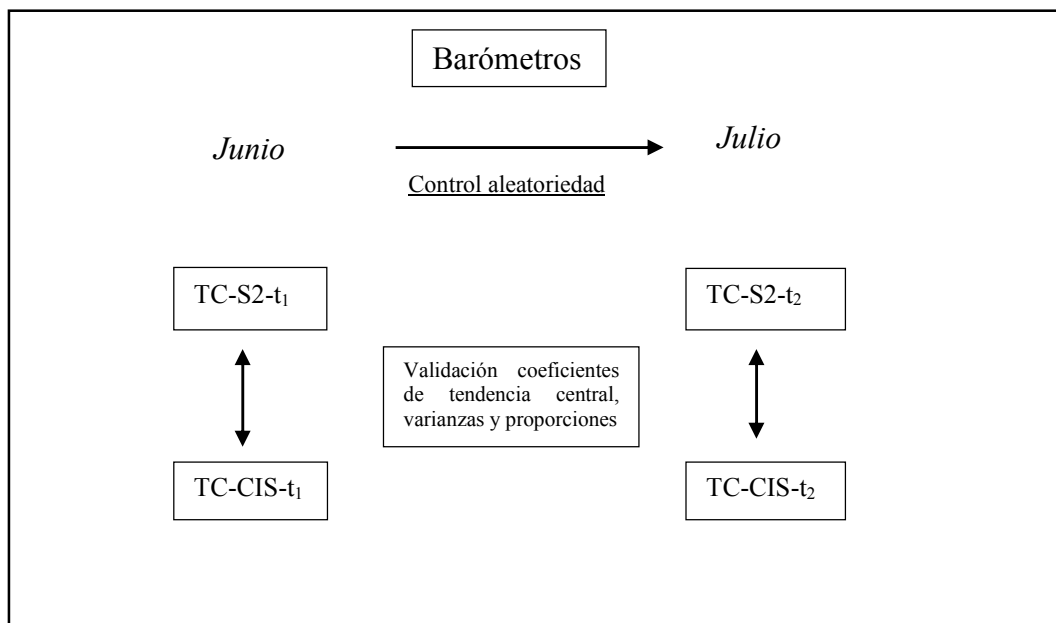 Barómetros
Junio
Julio
Control aleatoriedad
TC-S2-t₁
TC-S2-t₂
Validación coeficientes
de tendencia central,
varianzas y proporciones
TC-CIS-t₁
TC-CIS-t₂